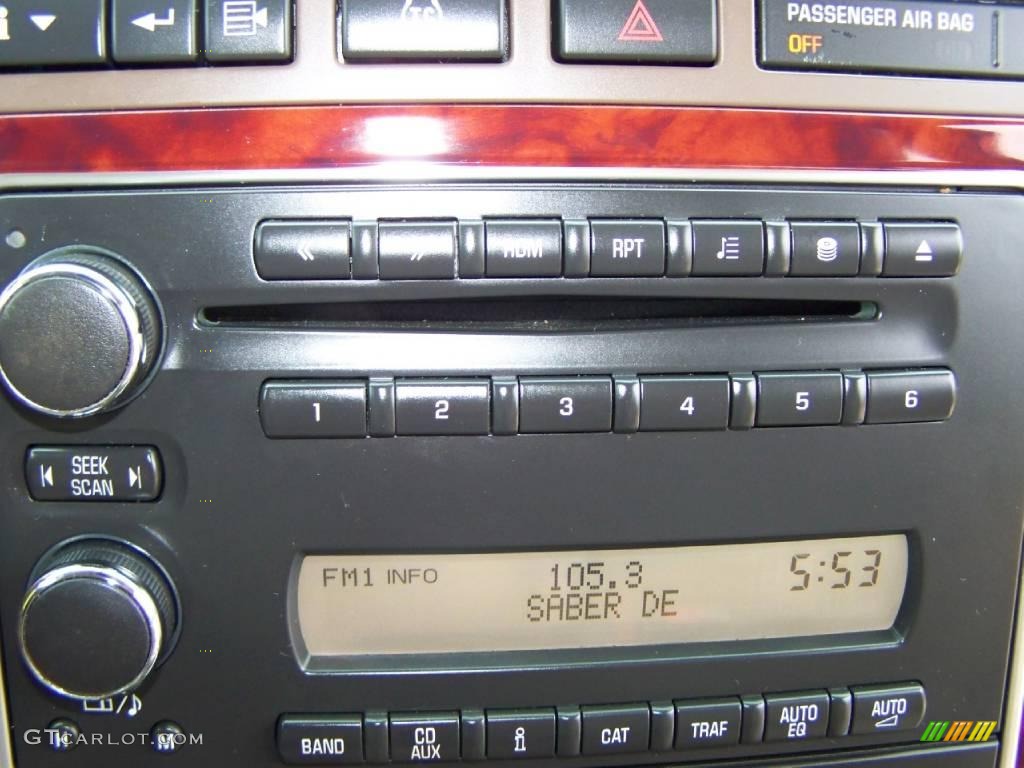 i
TC
PASSENGER AIR BAG
OFF
RDM
RPT
1 2 3 4 5 6
SEEK
SCAN
FM1 INFO 105.3 5:53
SABER DE
BAND
CD
AUX
i
CAT
TRAF
AUTO
EQ
AUTO
H
M
GTCARLOT.COM